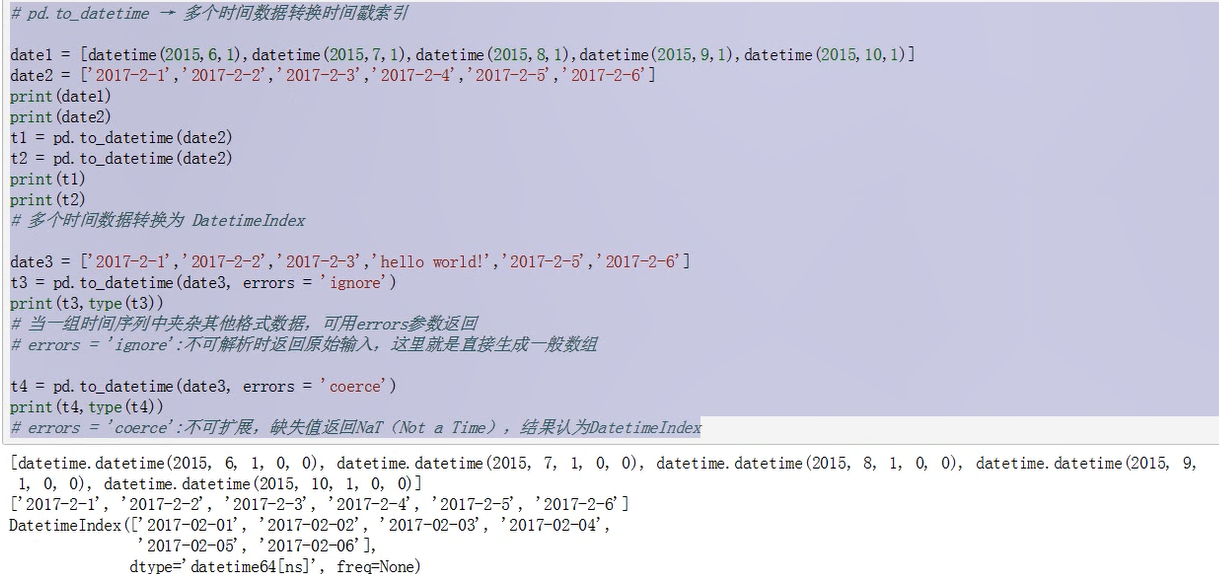 # pd.to_datetime → 多个时间数据转换时间戳索引
date1 = [datetime(2015,6,1),datetime(2015,7,1),datetime(2015,8,1),datetime(2015,9,1),datetime(2015,10,1)]
date2 = ['2017-2-1','2017-2-2','2017-2-3','2017-2-4','2017-2-5','2017-2-6']
print(date1)
print(date2)
t1 = pd.to_datetime(date2)
t2 = pd.to_datetime(date2)
print(t1)
print(t2)
# 多个时间数据转换为 DatetimeIndex
date3 = ['2017-2-1','2017-2-2','2017-2-3','hello world!','2017-2-5','2017-2-6']
t3 = pd.to_datetime(date3, errors = 'ignore')
print(t3,type(t3))
# 当一组时间序列中夹杂其他格式数据，可用errors参数返回
# errors = 'ignore':不可解析时返回原始输入，这里就是直接生成一般数组
t4 = pd.to_datetime(date3, errors = 'coerce')
print(t4,type(t4))
# errors = 'coerce':不可扩展，缺失值返回NaT（Not a Time），结果认为DatetimeIndex
[datetime.datetime(2015, 6, 1, 0, 0), datetime.datetime(2015, 7, 1, 0, 0), datetime.datetime(2015, 8, 1, 0, 0), datetime.datetime(2015, 9,
1, 0, 0), datetime.datetime(2015, 10, 1, 0, 0)]
['2017-2-1', '2017-2-2', '2017-2-3', '2017-2-4', '2017-2-5', '2017-2-6']
DatetimeIndex(['2017-02-01', '2017-02-02', '2017-02-03', '2017-02-04',
'2017-02-05', '2017-02-06'],
dtype='datetime64[ns]', freq=None)